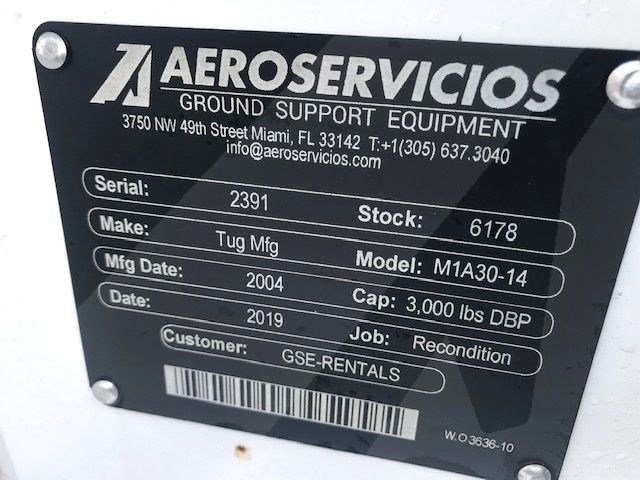 AEROSERVICIOS
GROUND SUPPORT EQUIPMENT
3750 NW 49th Street Miami, FL 33142 T:+1(305) 637.3040
info@aeroservicios.com
Serial: 2391 Stock: 6178
Make: Tug Mfg Model: M1A30-14
Mfg Date: 2004 Cap: 3,000 lbs DBP
Date: 2019 Job: Recondition
Customer: GSE-RENTALS
W.O 3636-10